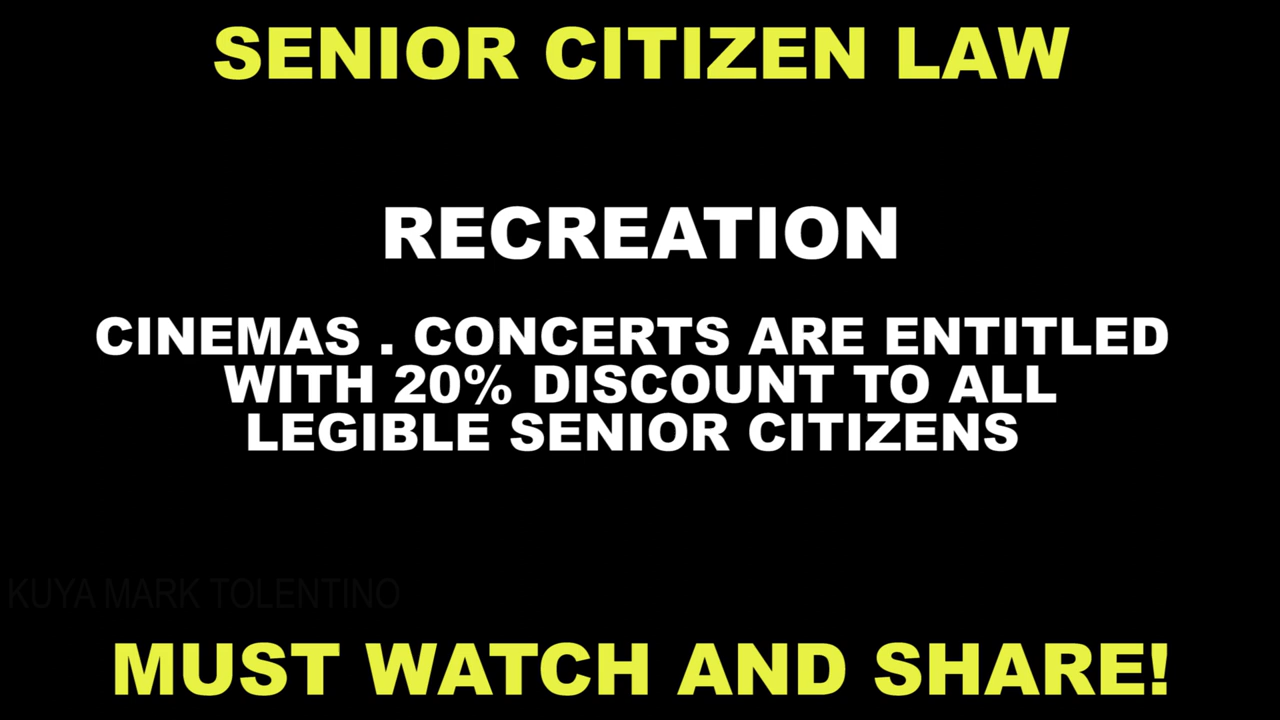 SENIOR CITIZEN LAW
RECREATION
CINEMAS . CONCERTS ARE ENTITLED
WITH 20% DISCOUNT TO ALL
LEGIBLE SENIOR CITIZENS
KUYA MARK TOLENTINO
MUST WATCH AND SHARE!